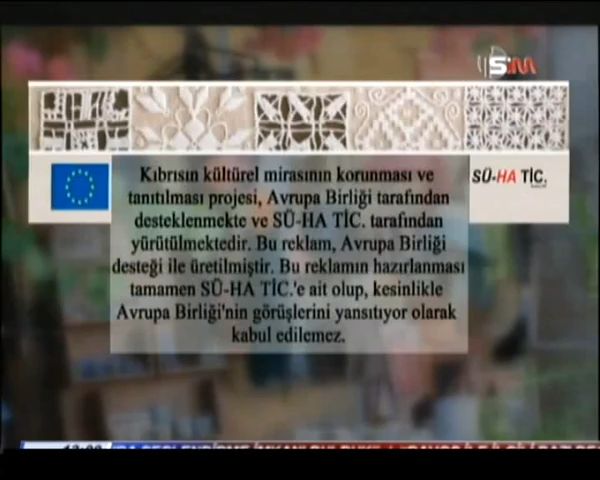 SİM
Kıbrısın kültürel mirasının korunması ve
tanıtılması projesi, Avrupa Birliği tarafından
desteklenmekte ve SÜ-HA TİC. tarafından
yürütülmektedir. Bu reklam, Avrupa Birliği
desteği ile üretilmiştir. Bu reklamın hazırlanması
tamamen SÜ-HA TİC.'e ait olup, kesinlikle
Avrupa Birliği'nin görüşlerini yansıtıyor olarak
kabul edilemez.
SÜ-HA TİC.